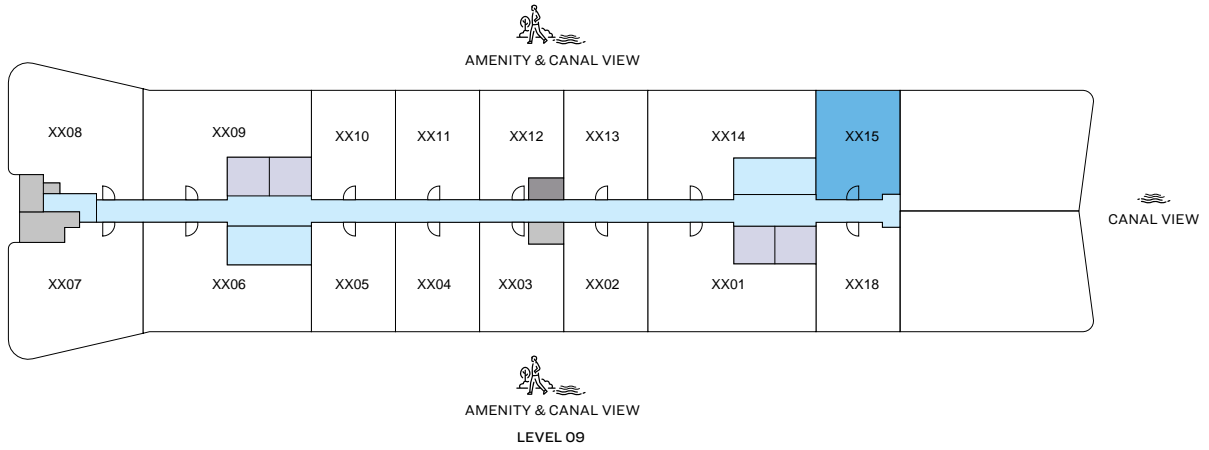 AMENITY & CANAL VIEW
XX08
XX09
XX10
XX11
XX12
XX13
XX14
XX15
CANAL VIEW
XX07
XX06
XX05
XX04
XX03
XX02
XX01
XX18
AMENITY & CANAL VIEW
LEVEL 09